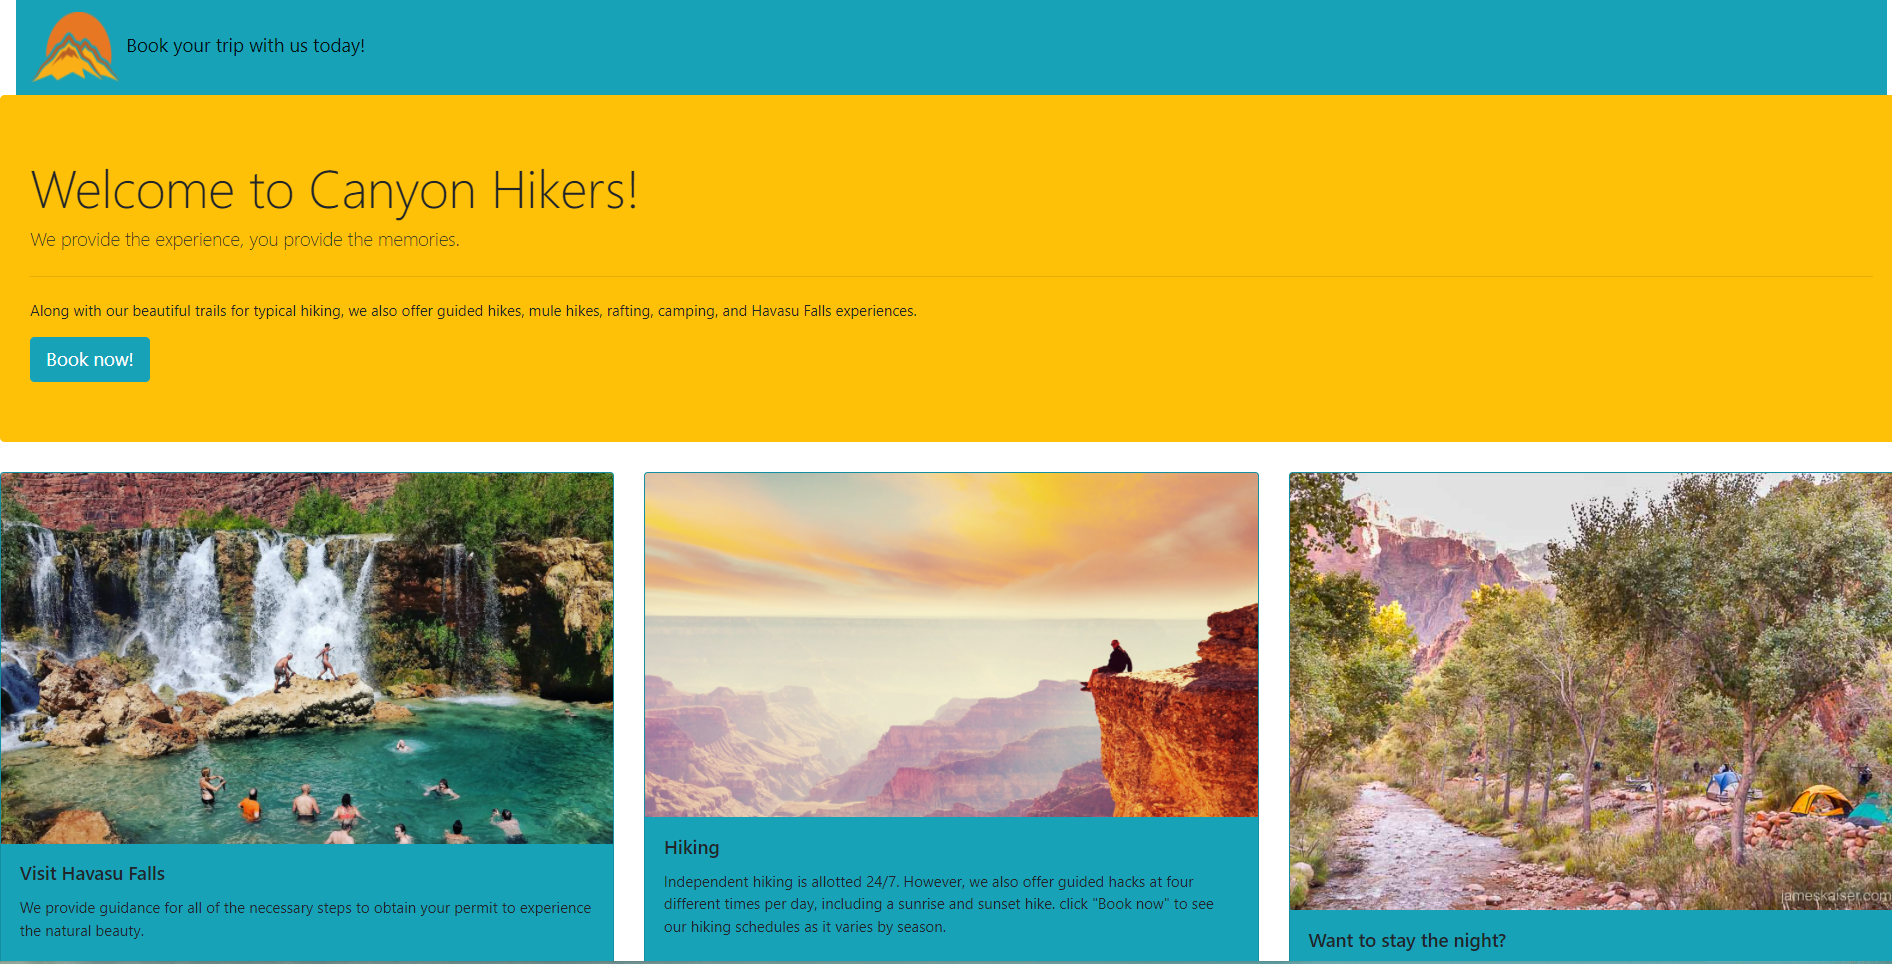 Book your trip with us today!
Welcome to Canyon Hikers!
We provide the experience, you provide the memories.
Along with our beautiful trails for typical hiking, we also offer guided hikes, mule hikes, rafting, camping, and Havasu Falls experiences.
Book now!
Visit Havasu Falls
We provide guidance for all of the necessary steps to obtain your permit to experience
the natural beauty.
Hiking
Independent hiking is allotted 24/7. However, we also offer guided hacks at four
different times per day, including a sunrise and sunset hike. click "Book now" to see
our hiking schedules as it varies by season.
jameskaiser.com
Want to stay the night?